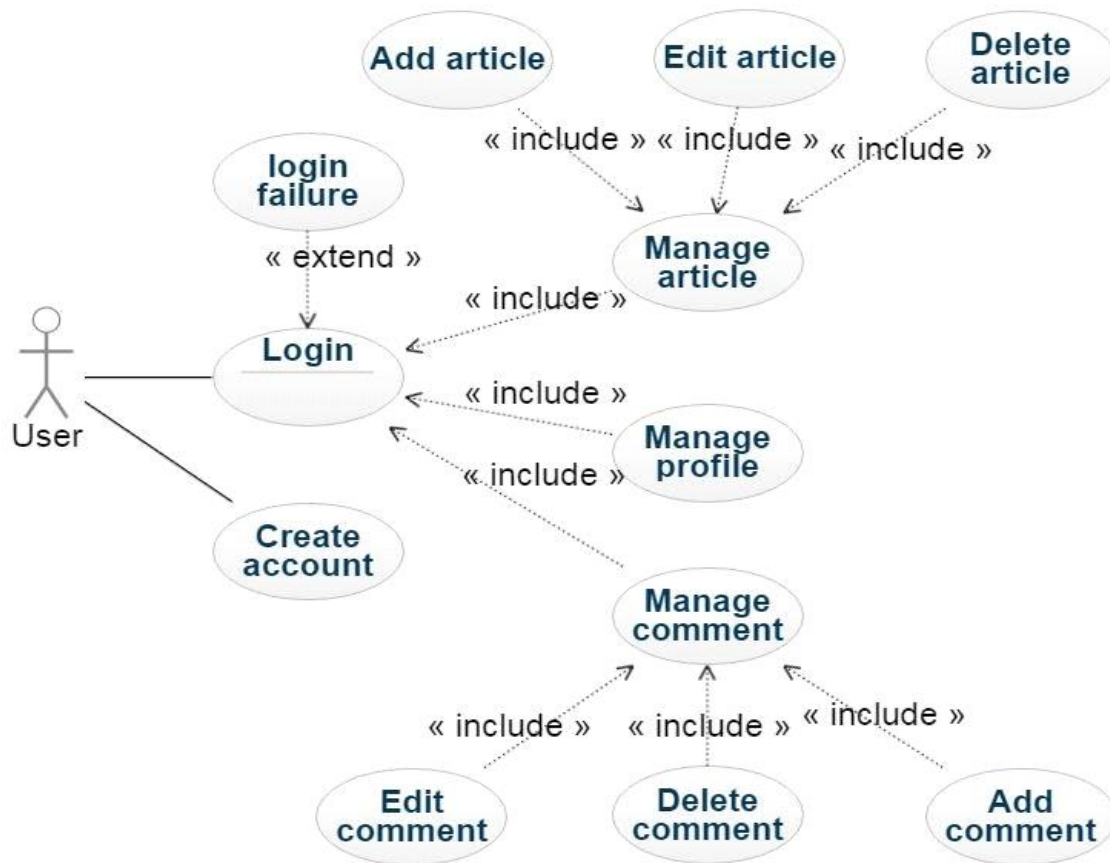 Add article
Edit article
Delete
article
« include »
« include »
« include »
login
failure
« extend »
Manage
article
« include »
Login
« include »
User
Manage
profile
« include »
Create
account
Manage
comment
« include »
« include »
« include »
Edit
comment
Delete
comment
Add
comment